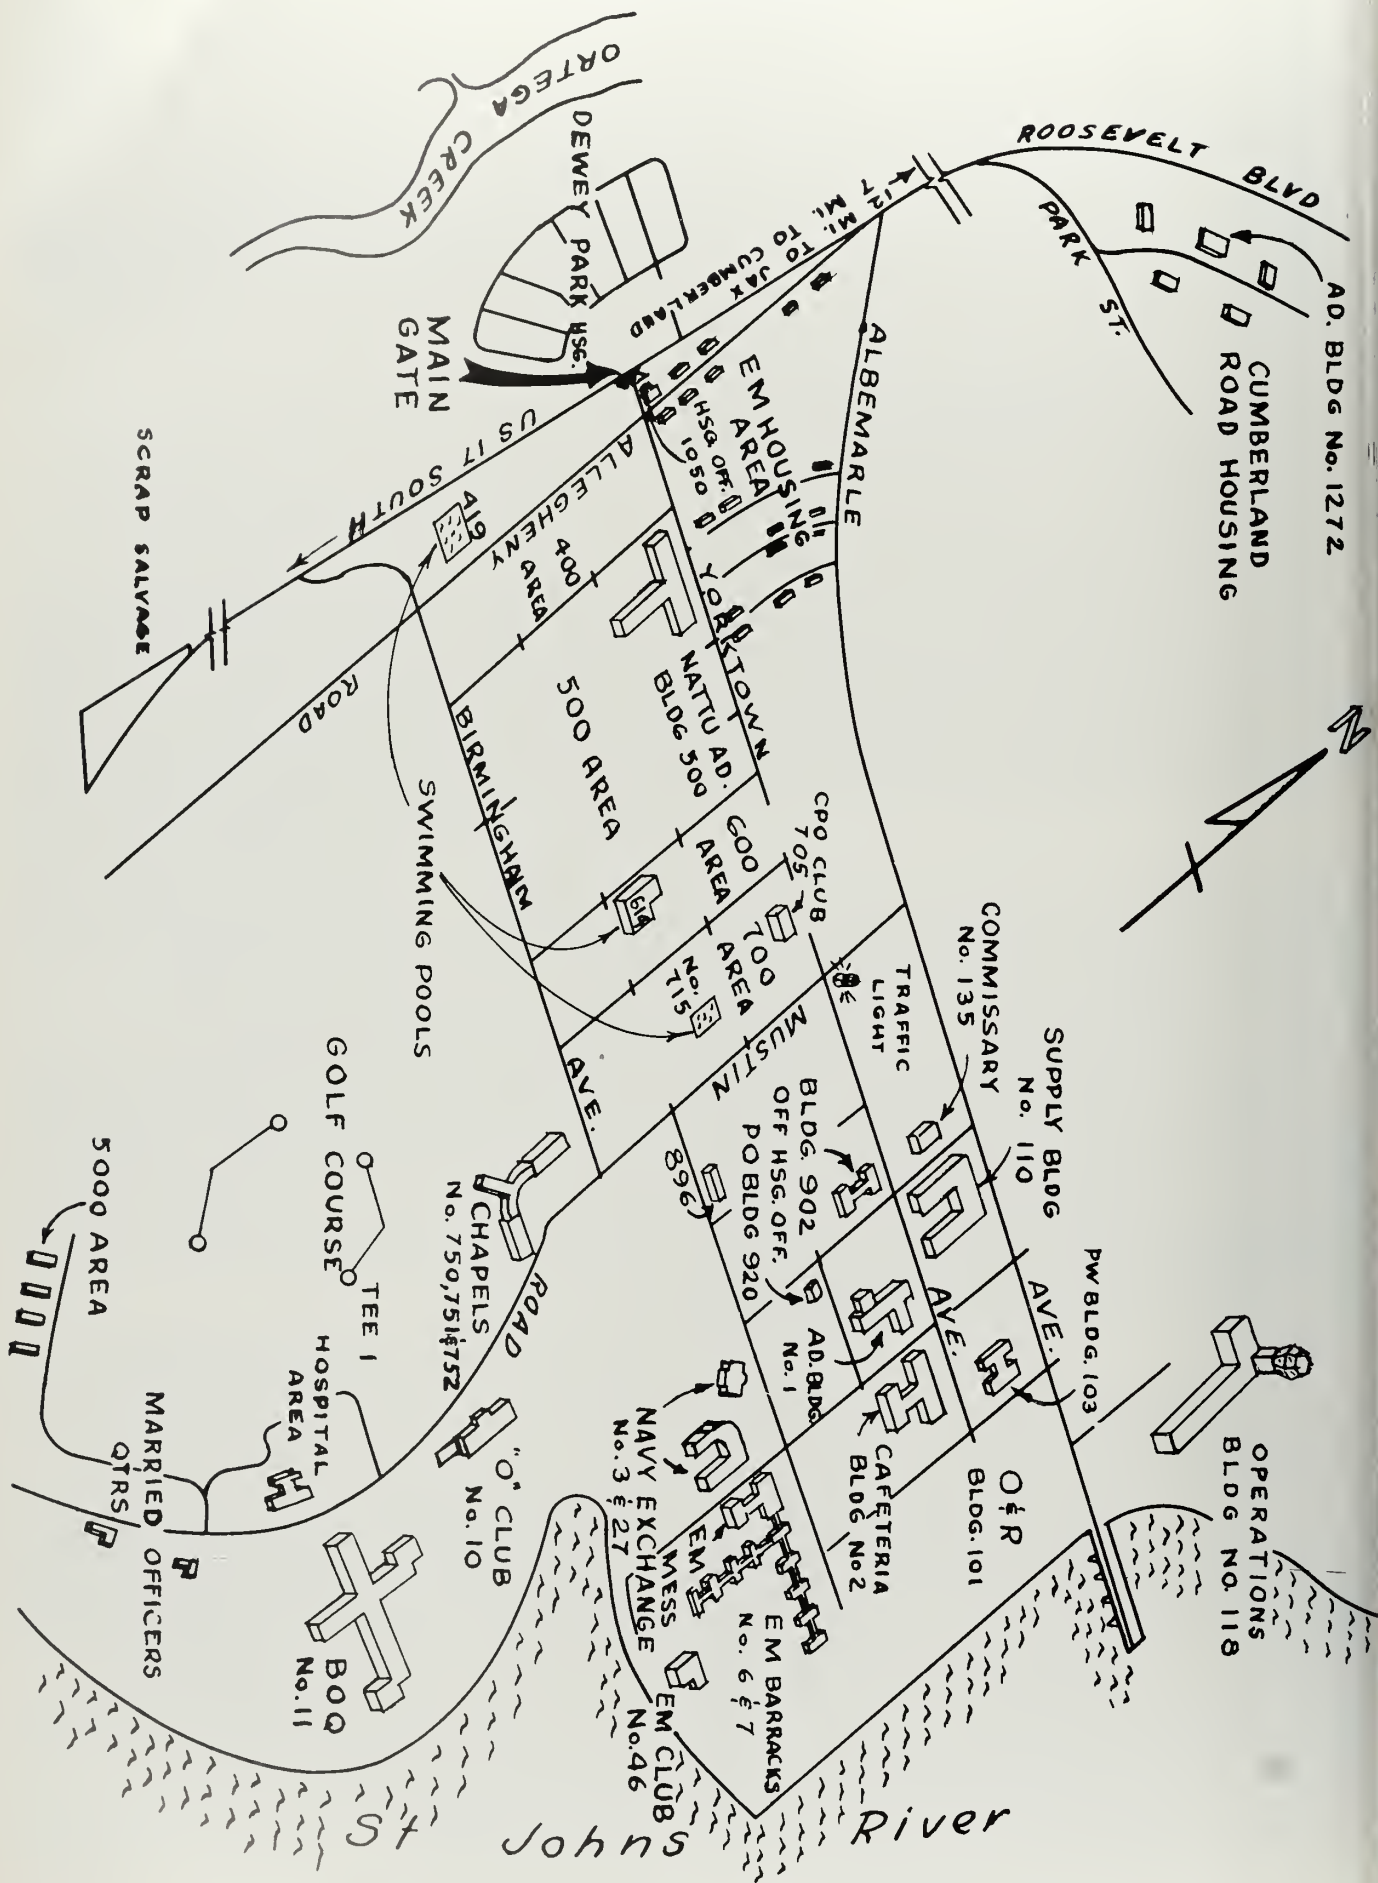 ORTEGA
CREEK
DEWEY PARK HSG.
MAIN
GATE
SCRAP SALVAGE
ROOSEVELT BLVD
PARK ST.
AD. BLDG No. 1272
CUMBERLAND
ROAD HOUSING
12 MI. TO JAX
7 MI. TO CUMBERLAND
US 17 SOUTH
ALLEGHENY
ROAD
EM HOUSING
AREA
HSG. OFF.
1050
ALBEMARLE
AVE.
419
400
AREA
YORKTOWN
AVE.
NATTU AD.
BLDG 500
500 AREA
BIRMINGHAM
AVE.
SWIMMING POOLS
600
AREA
614
700
AREA
No.
715
CPO CLUB
705
TRAFFIC
LIGHT
MUSTIN
ROAD
COMMISSARY
No. 135
SUPPLY BLDG
No. 110
BLDG. 902
OFF HSG. OFF.
PO BLDG 920
896
PW BLDG. 103
AD. BLDG.
No. 1
OPERATIONS
BLDG NO. 118
O & R
BLDG. 101
CAFETERIA
BLDG No 2
NAVY EXCHANGE
No. 3 & 27
EM
MESS
EM BARRACKS
No. 6 & 7
EM CLUB
No. 46
GOLF COURSE
TEE 1
5000 AREA
CHAPELS
No. 750, 751 & 752
HOSPITAL
AREA
"O" CLUB
No. 10
MARRIED OFFICERS
QTRS
BOQ
No. 11
St Johns River
N